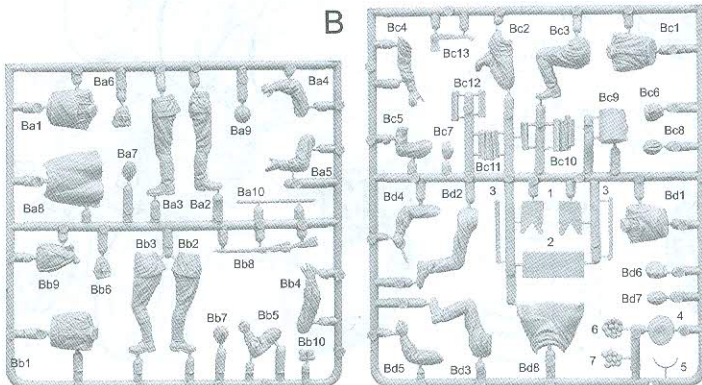 B
Ba6
Ba4
Ba1
Ba9
Ba7
Ba5
Ba8
Ba3
Ba2
Ba10
Bb3
Bb2
Bb8
Bb9
Bb6
Bb4
Bb7
Bb5
Bb10
Bb1
Bc4
Bc13
Bc2
Bc3
Bc1
Bc12
Bc6
Bc5
Bc7
Bc9
Bc8
Bc11
Bc10
Bd4
Bd2
3
1
3
Bd1
2
Bd6
Bd7
6
4
7
5
Bd5
Bd3
Bd8